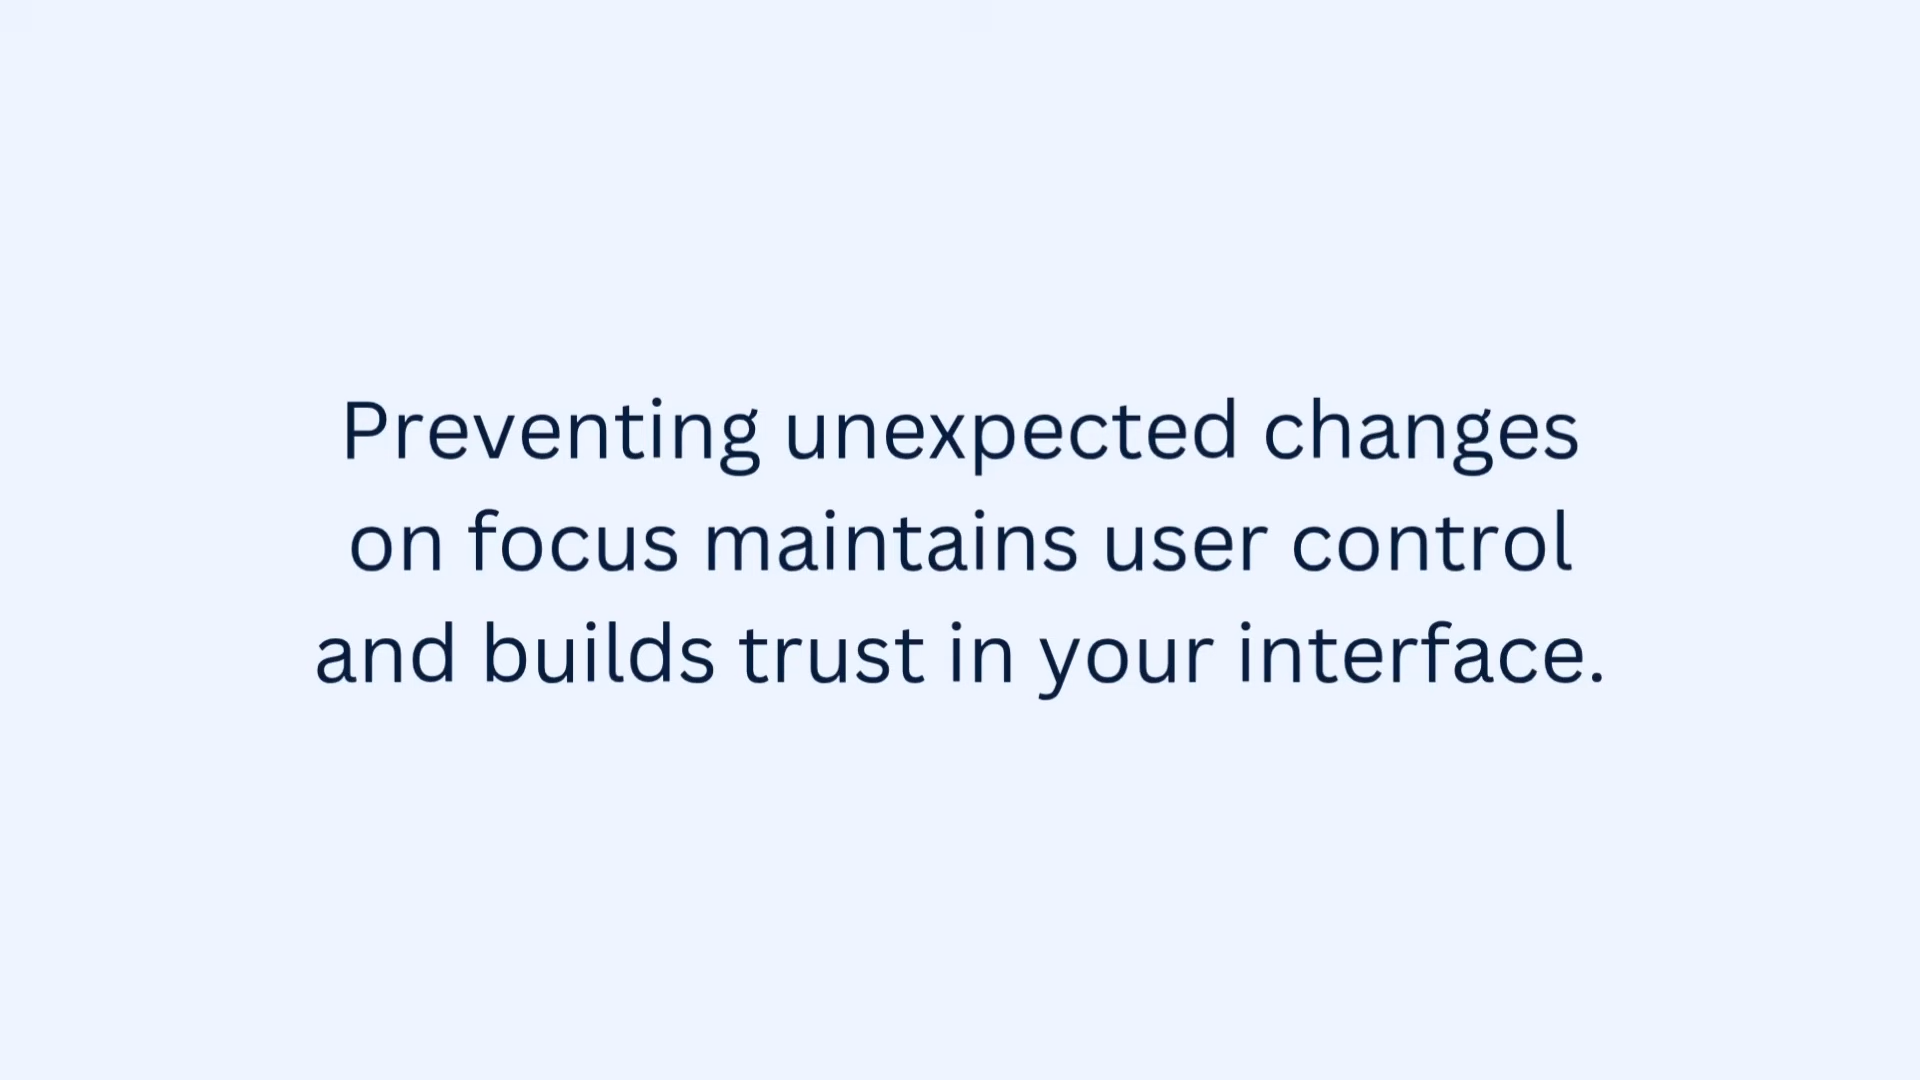 Preventing unexpected changes
on focus maintains user control
and builds trust in your interface.